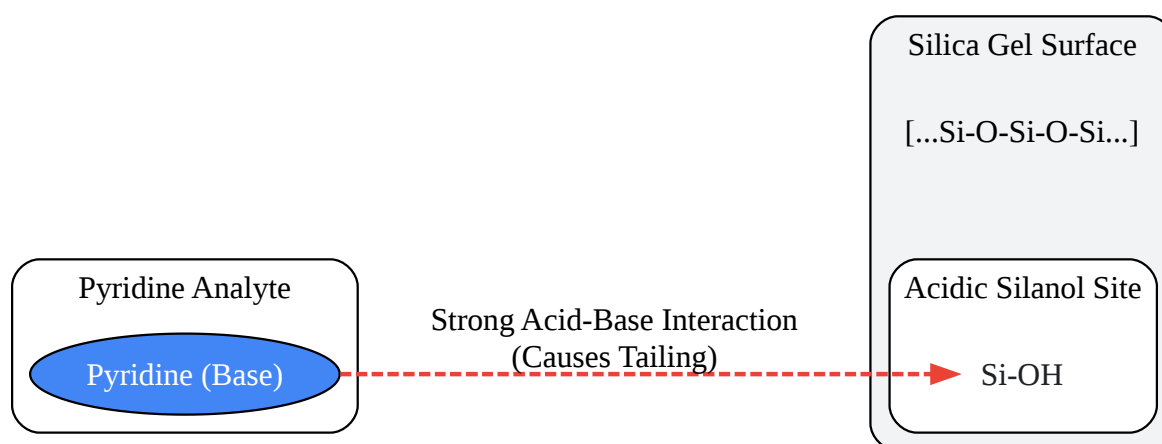 Silica Gel Surface
[...Si-O-Si-O-Si...]
Pyridine Analyte
Pyridine (Base)
Strong Acid-Base Interaction
(Causes Tailing)
Acidic Silanol Site
Si-OH